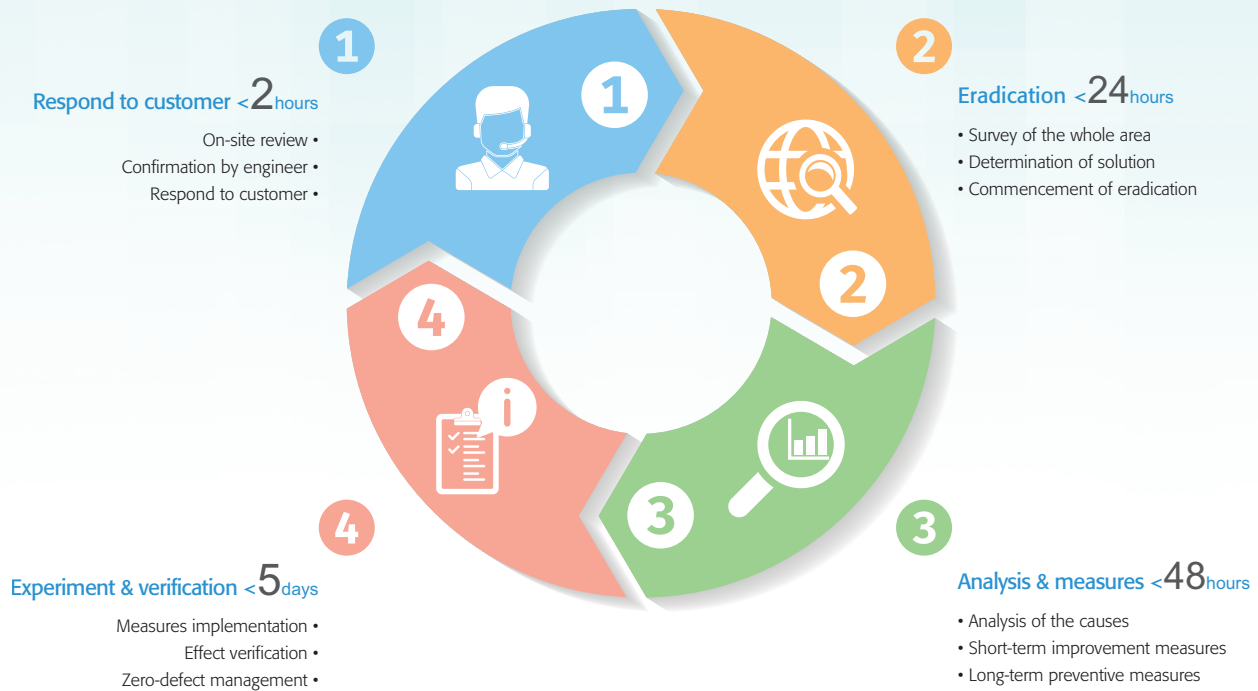 1
Respond to customer <2hours
On-site review •
Confirmation by engineer •
Respond to customer •
2
Eradication <24hours
• Survey of the whole area
• Determination of solution
• Commencement of eradication
1
2
3
4
i
3
Analysis & measures <48hours
• Analysis of the causes
• Short-term improvement measures
• Long-term preventive measures
4
Experiment & verification <5days
Measures implementation •
Effect verification •
Zero-defect management •